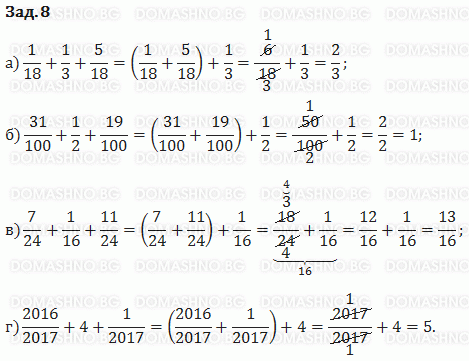 Зад. 8
а) 1/18 + 1/3 + 5/18 = (1/18 + 5/18) + 1/3 = 6/18 (1, 3) + 1/3 = 2/3;
б) 31/100 + 1/2 + 19/100 = (31/100 + 19/100) + 1/2 = 50/100 (1, 2) + 1/2 = 2/2 = 1;
в) 7/24 + 1/16 + 11/24 = (7/24 + 11/24) + 1/16 = 4 18/24 (3, 4) + 1/16 16 = 12/16 + 1/16 = 13/16;
г) 2016/2017 + 4 + 1/2017 = (2016/2017 + 1/2017) + 4 = 2017/2017 (1, 1) + 4 = 5.
DOMASHNO.BG